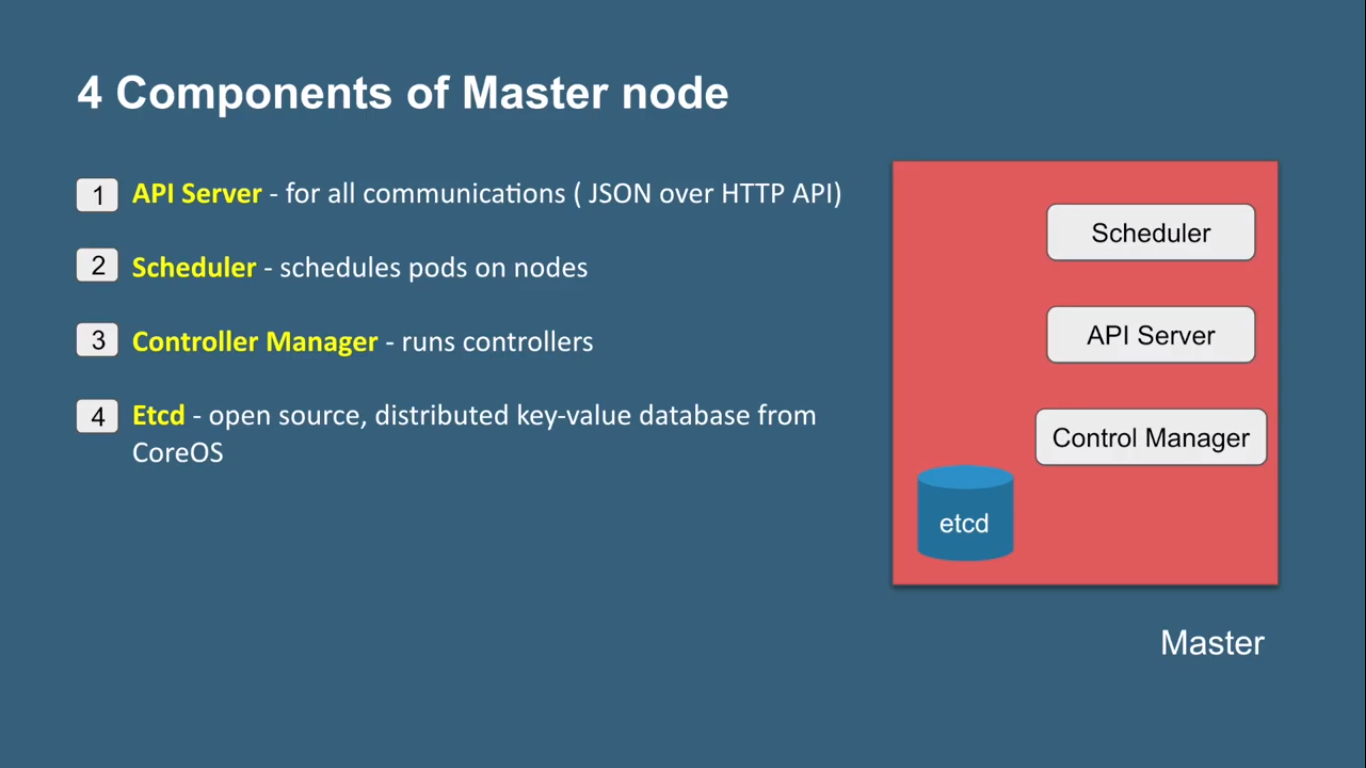 4 Components of Master node
1 API Server - for all communications ( JSON over HTTP API)
2 Scheduler - schedules pods on nodes
3 Controller Manager - runs controllers
4 Etcd - open source, distributed key-value database from
CoreOS
Scheduler
API Server
Control Manager
etcd
Master